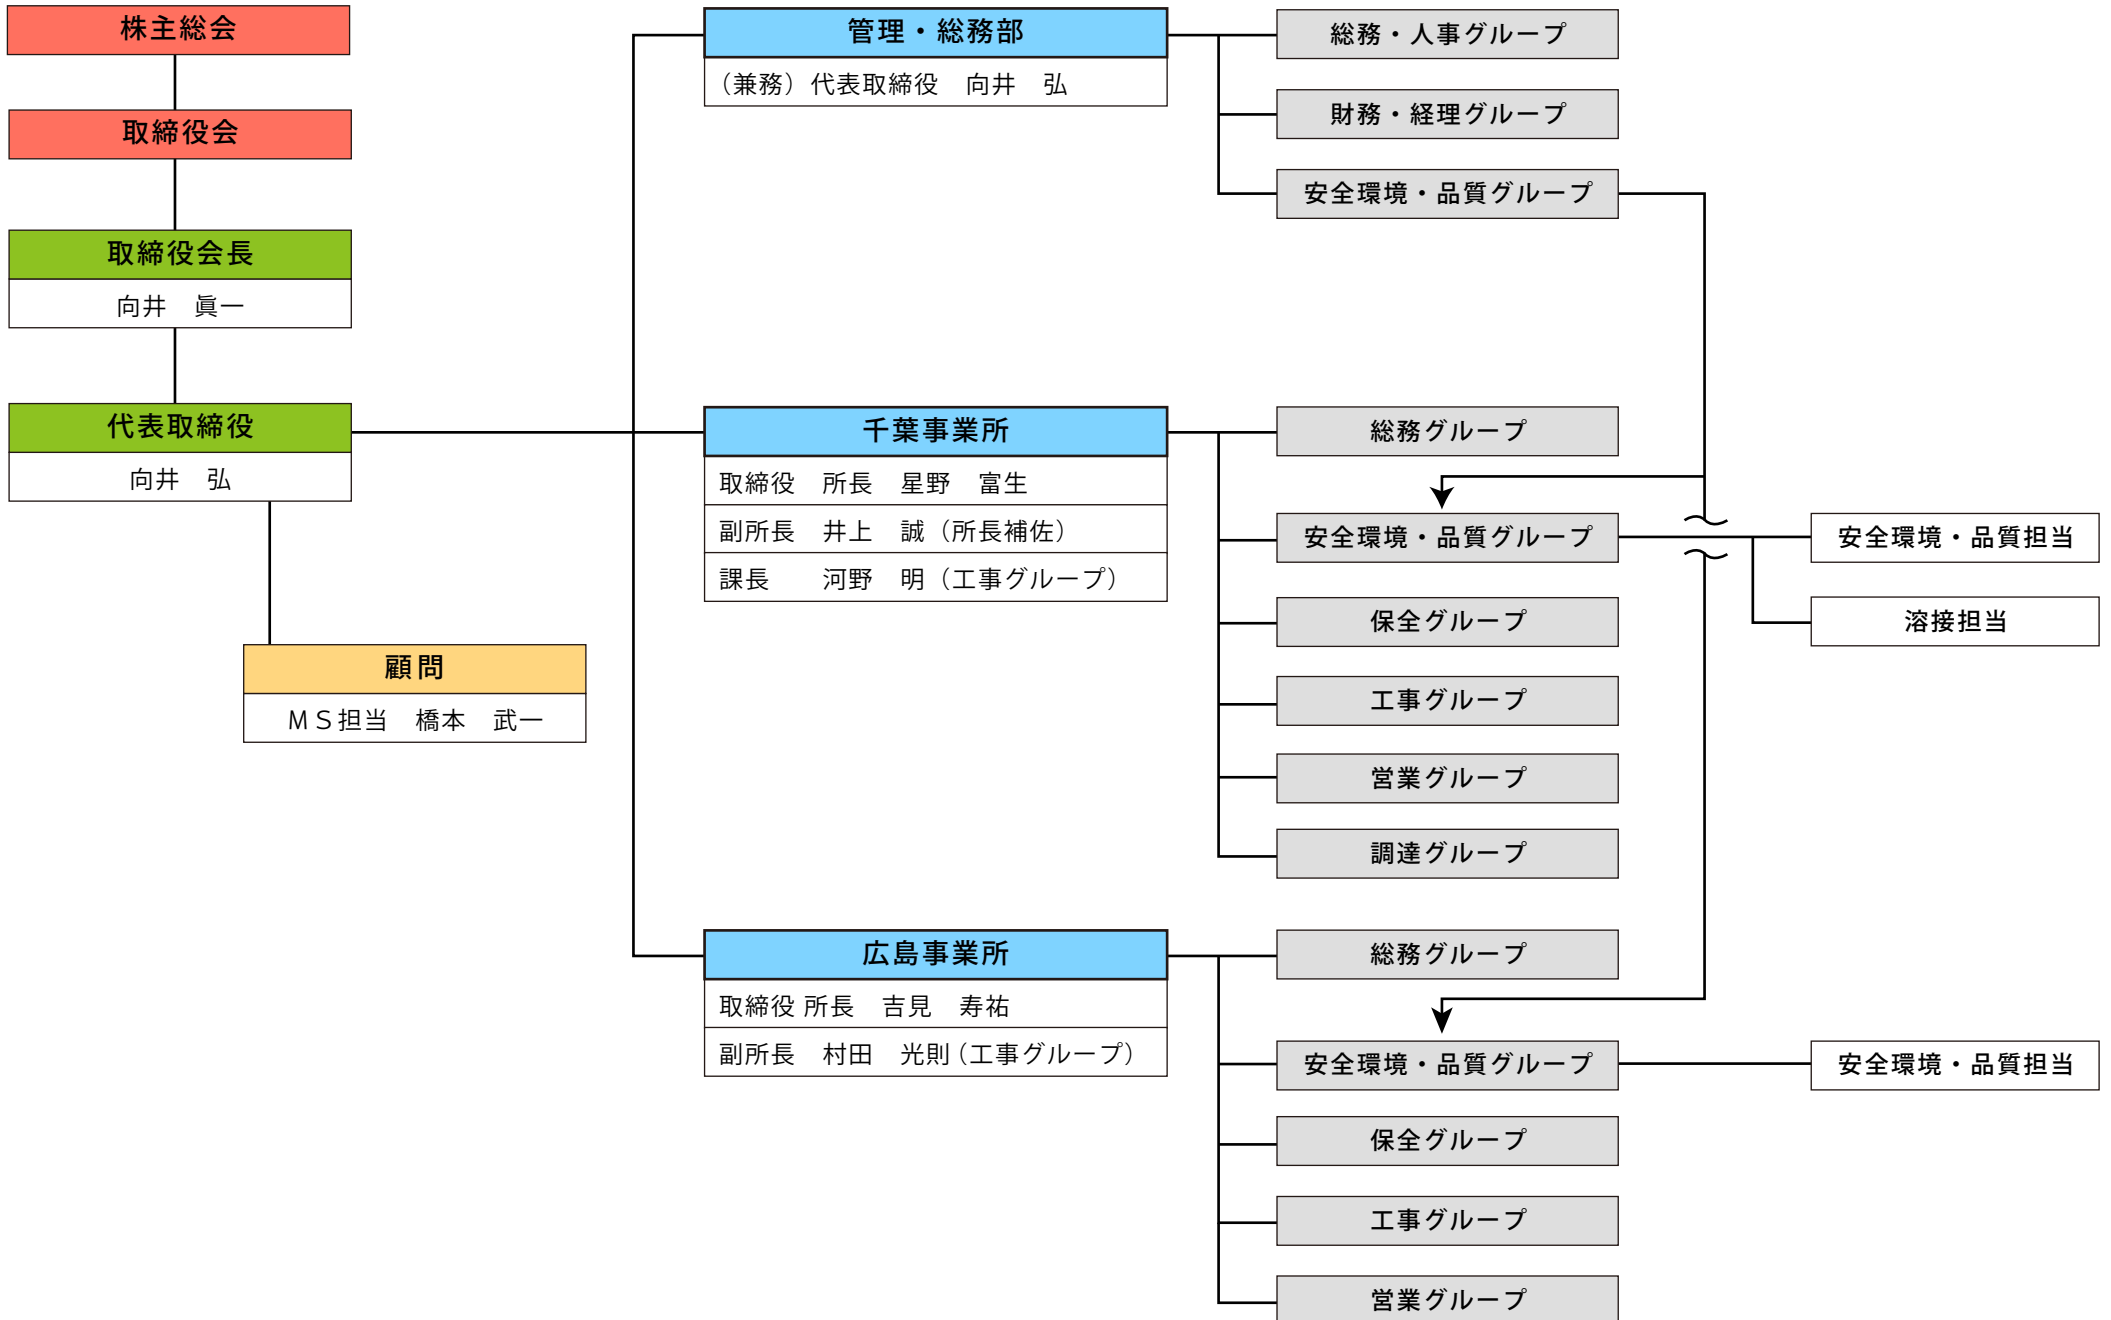 株主総会
取締役会
取締役会長
向井　眞一
代表取締役
向井　弘
顧問
ＭＳ担当　橋本　武一
管理・総務部
（兼務）代表取締役　向井　弘
総務・人事グループ
財務・経理グループ
安全環境・品質グループ
千葉事業所
取締役　所長　星野　富生
副所長　井上　誠（所長補佐）
課長　　河野　明（工事グループ）
総務グループ
安全環境・品質グループ
安全環境・品質担当
溶接担当
保全グループ
工事グループ
営業グループ
調達グループ
広島事業所
取締役 所長　吉見　寿祐
副所長　村田　光則（工事グループ）
総務グループ
安全環境・品質グループ
安全環境・品質担当
保全グループ
工事グループ
営業グループ